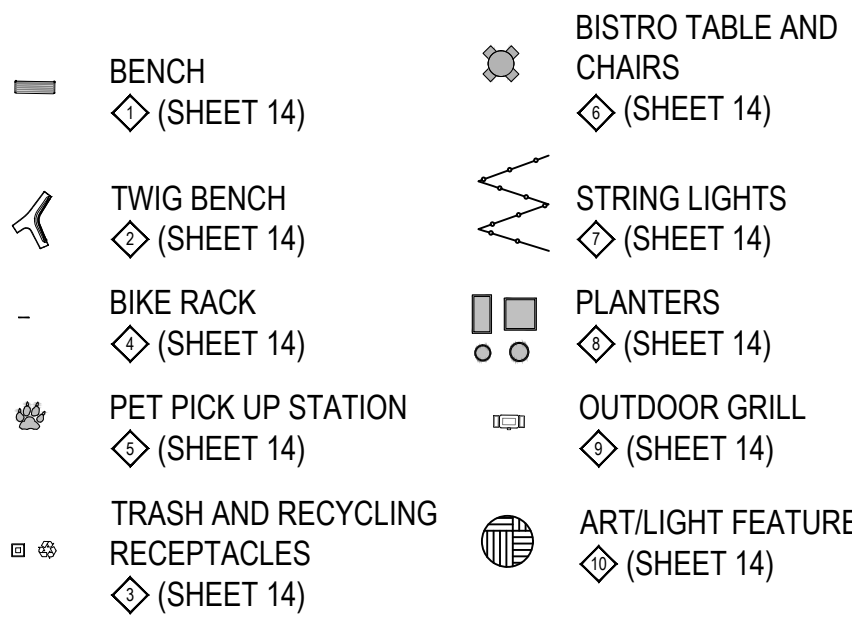 BENCH
1 (SHEET 14)
TWIG BENCH
2 (SHEET 14)
BIKE RACK
4 (SHEET 14)
PET PICK UP STATION
5 (SHEET 14)
TRASH AND RECYCLING
RECEPTACLES
3 (SHEET 14)
BISTRO TABLE AND
CHAIRS
6 (SHEET 14)
STRING LIGHTS
7 (SHEET 14)
PLANTERS
8 (SHEET 14)
OUTDOOR GRILL
9 (SHEET 14)
ART/LIGHT FEATURE
10 (SHEET 14)